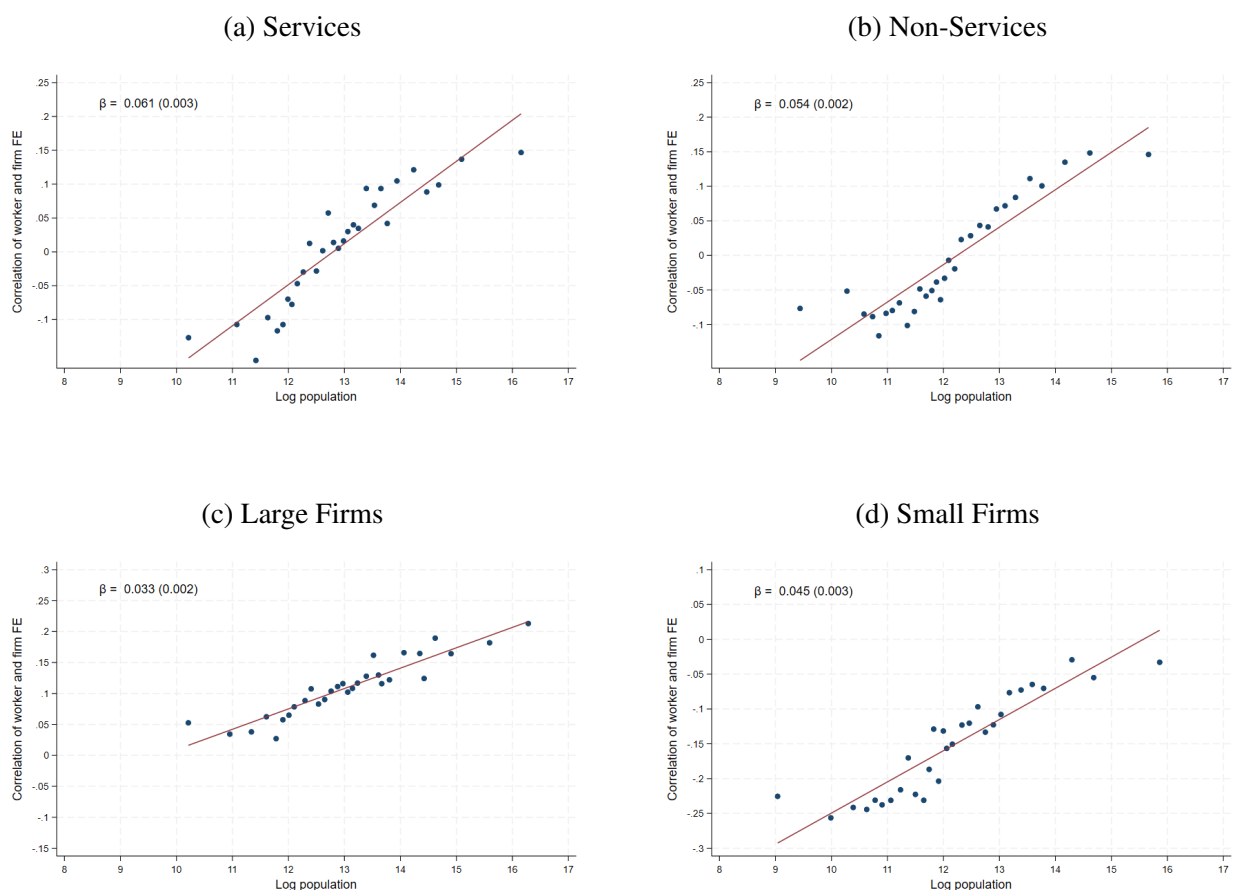 (a) Services
β = 0.061 (0.003)
Correlation of worker and firm FE
.25
.2
.15
.1
.05
0
-.05
-.1
8 9 10 11 12 13 14 15 16 17
Log population
(b) Non-Services
β = 0.054 (0.002)
Correlation of worker and firm FE
.25
.2
.15
.1
.05
0
-.05
-.1
8 9 10 11 12 13 14 15 16 17
Log population
(c) Large Firms
β = 0.033 (0.002)
Correlation of worker and firm FE
.3
.25
.2
.15
.1
.05
0
-.05
-.1
-.15
8 9 10 11 12 13 14 15 16 17
Log population
(d) Small Firms
β = 0.045 (0.003)
Correlation of worker and firm FE
.1
.05
0
-.05
-.1
-.15
-.2
-.25
-.3
8 9 10 11 12 13 14 15 16 17
Log population